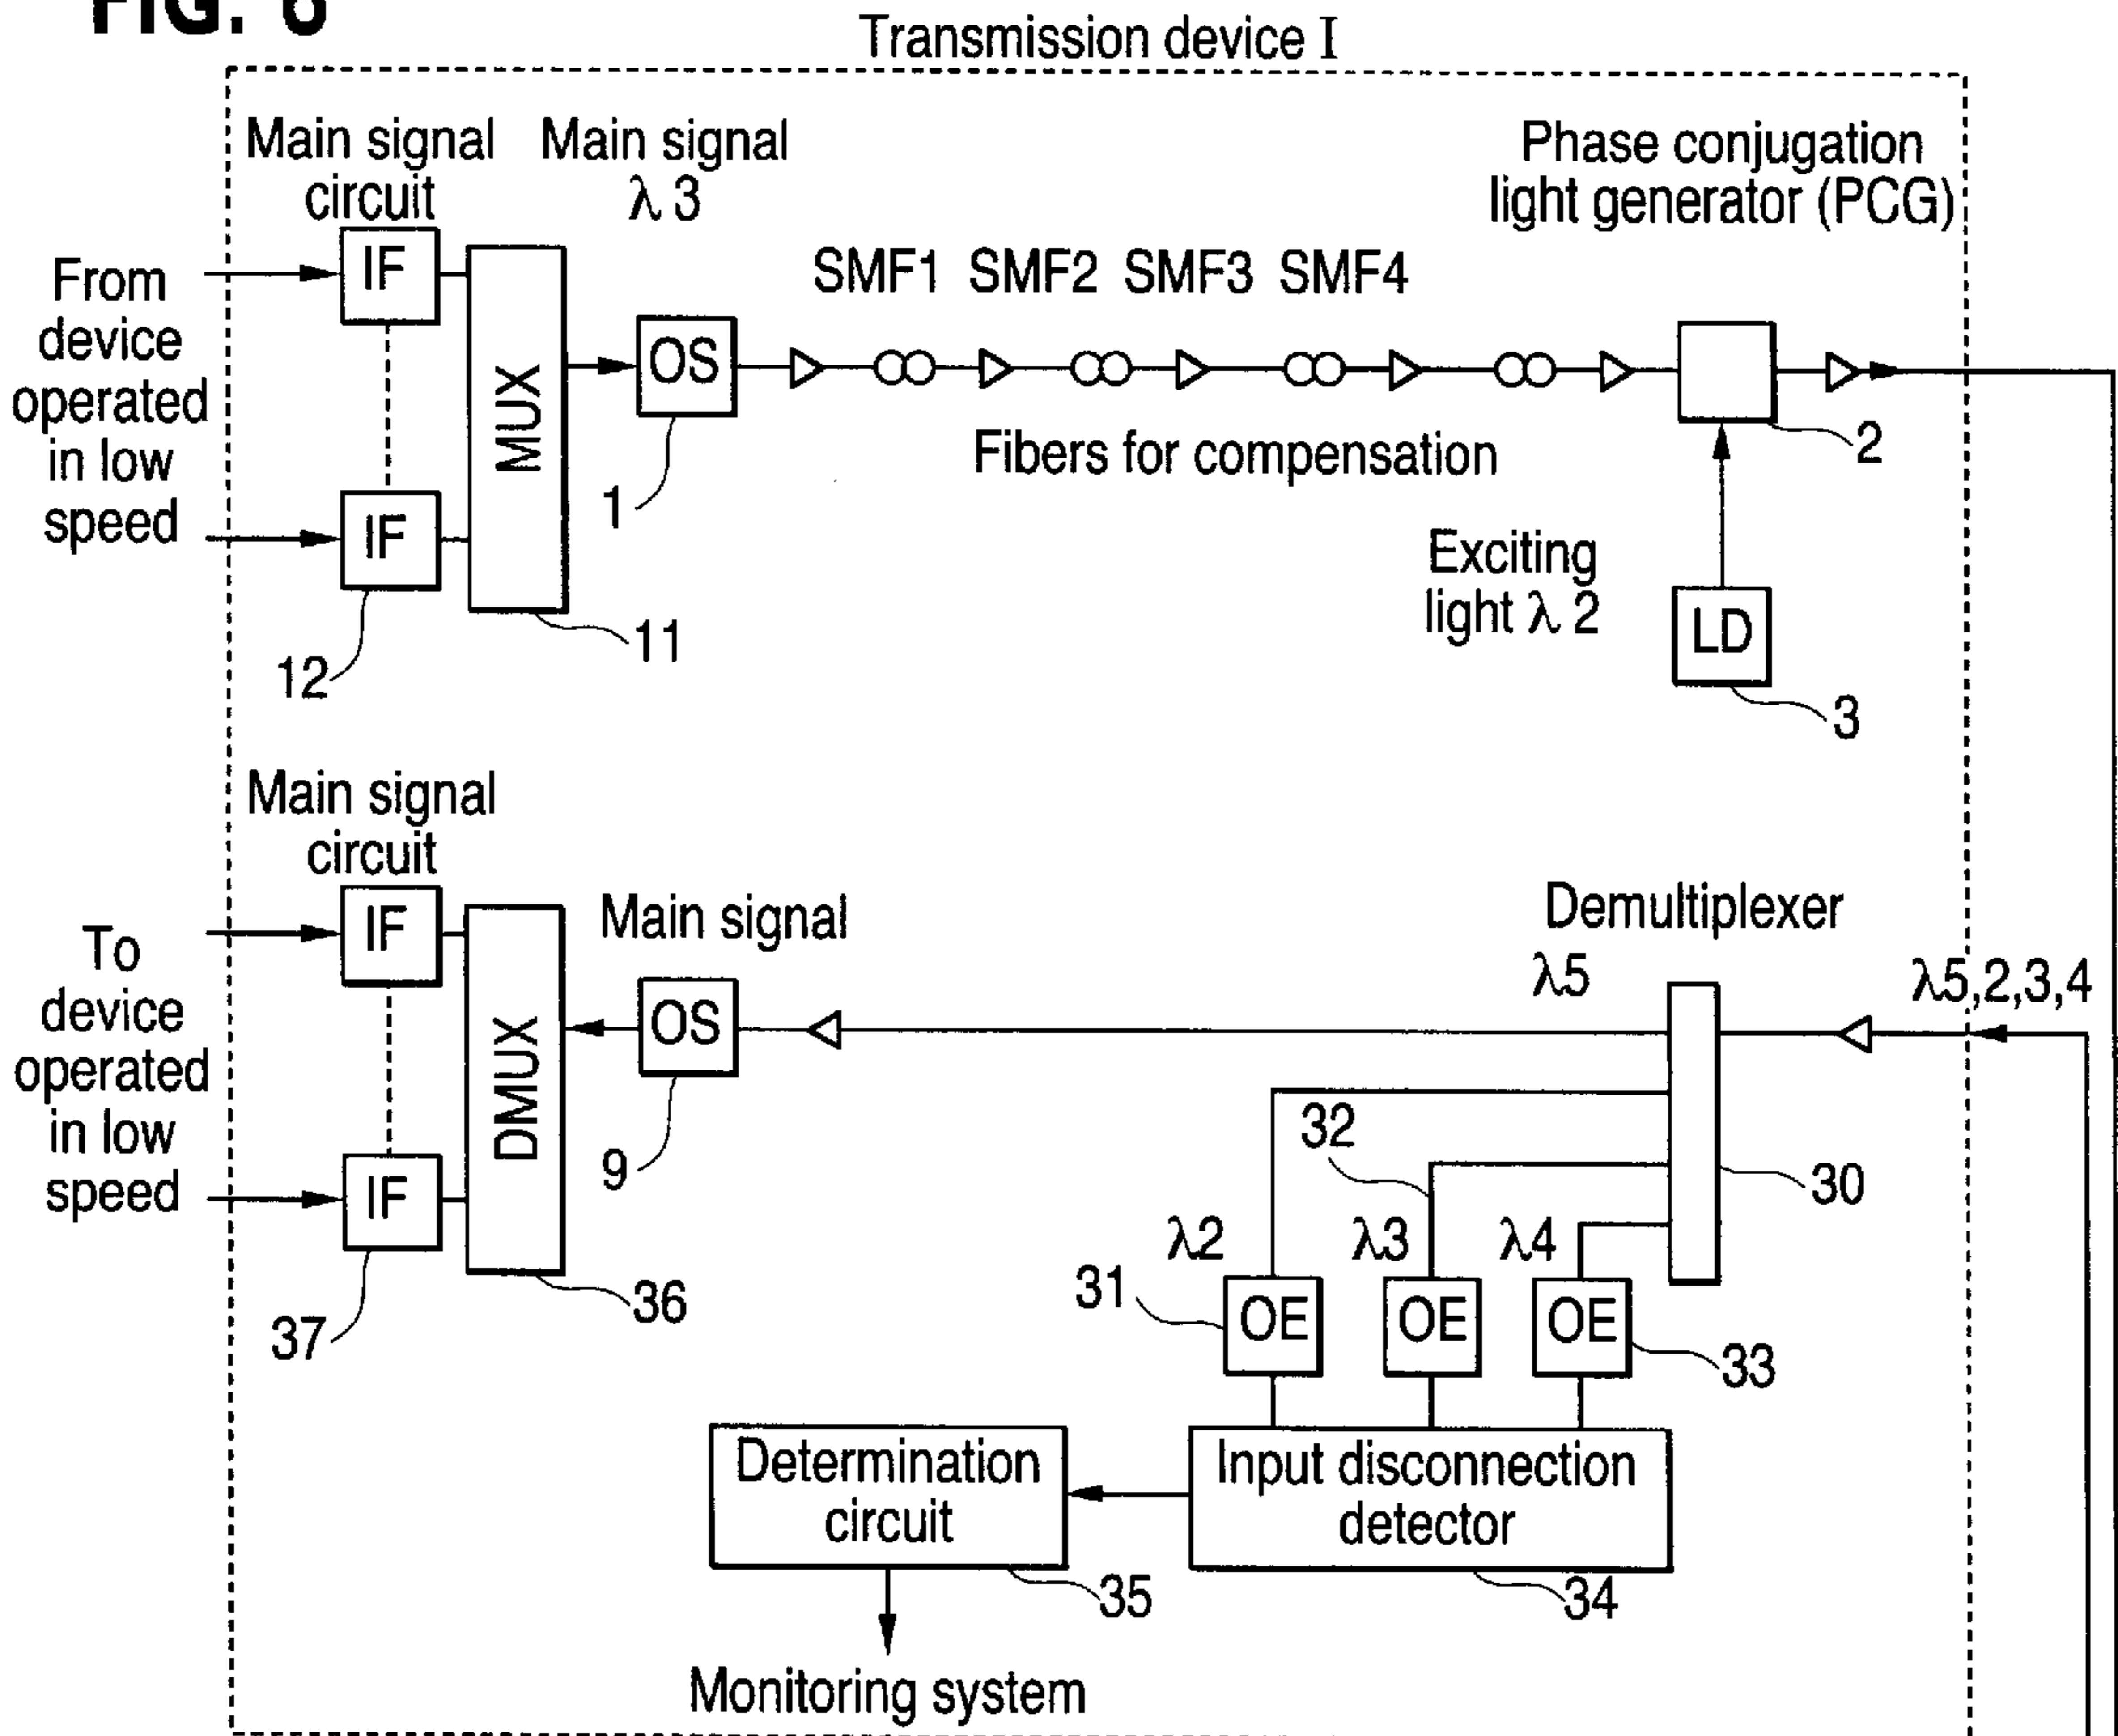 FIG. 6
Transmission device I
Main signal
circuit
Main signal
λ 3
Phase conjugation
light generator (PCG)
From
device
operated
in low
speed
IF
IF
MUX
OS
SMF1 SMF2 SMF3 SMF4
Fibers for compensation
1
2
Exciting
light λ 2
LD
3
11
12
Main signal
circuit
To
device
operated
in low
speed
IF
IF
DMUX
Main signal
OS
9
Demultiplexer
λ5
λ5,2,3,4
32
30
λ2
λ3
λ4
31
OE
OE
OE
33
36
37
Determination
circuit
Input disconnection
detector
35
34
Monitoring system